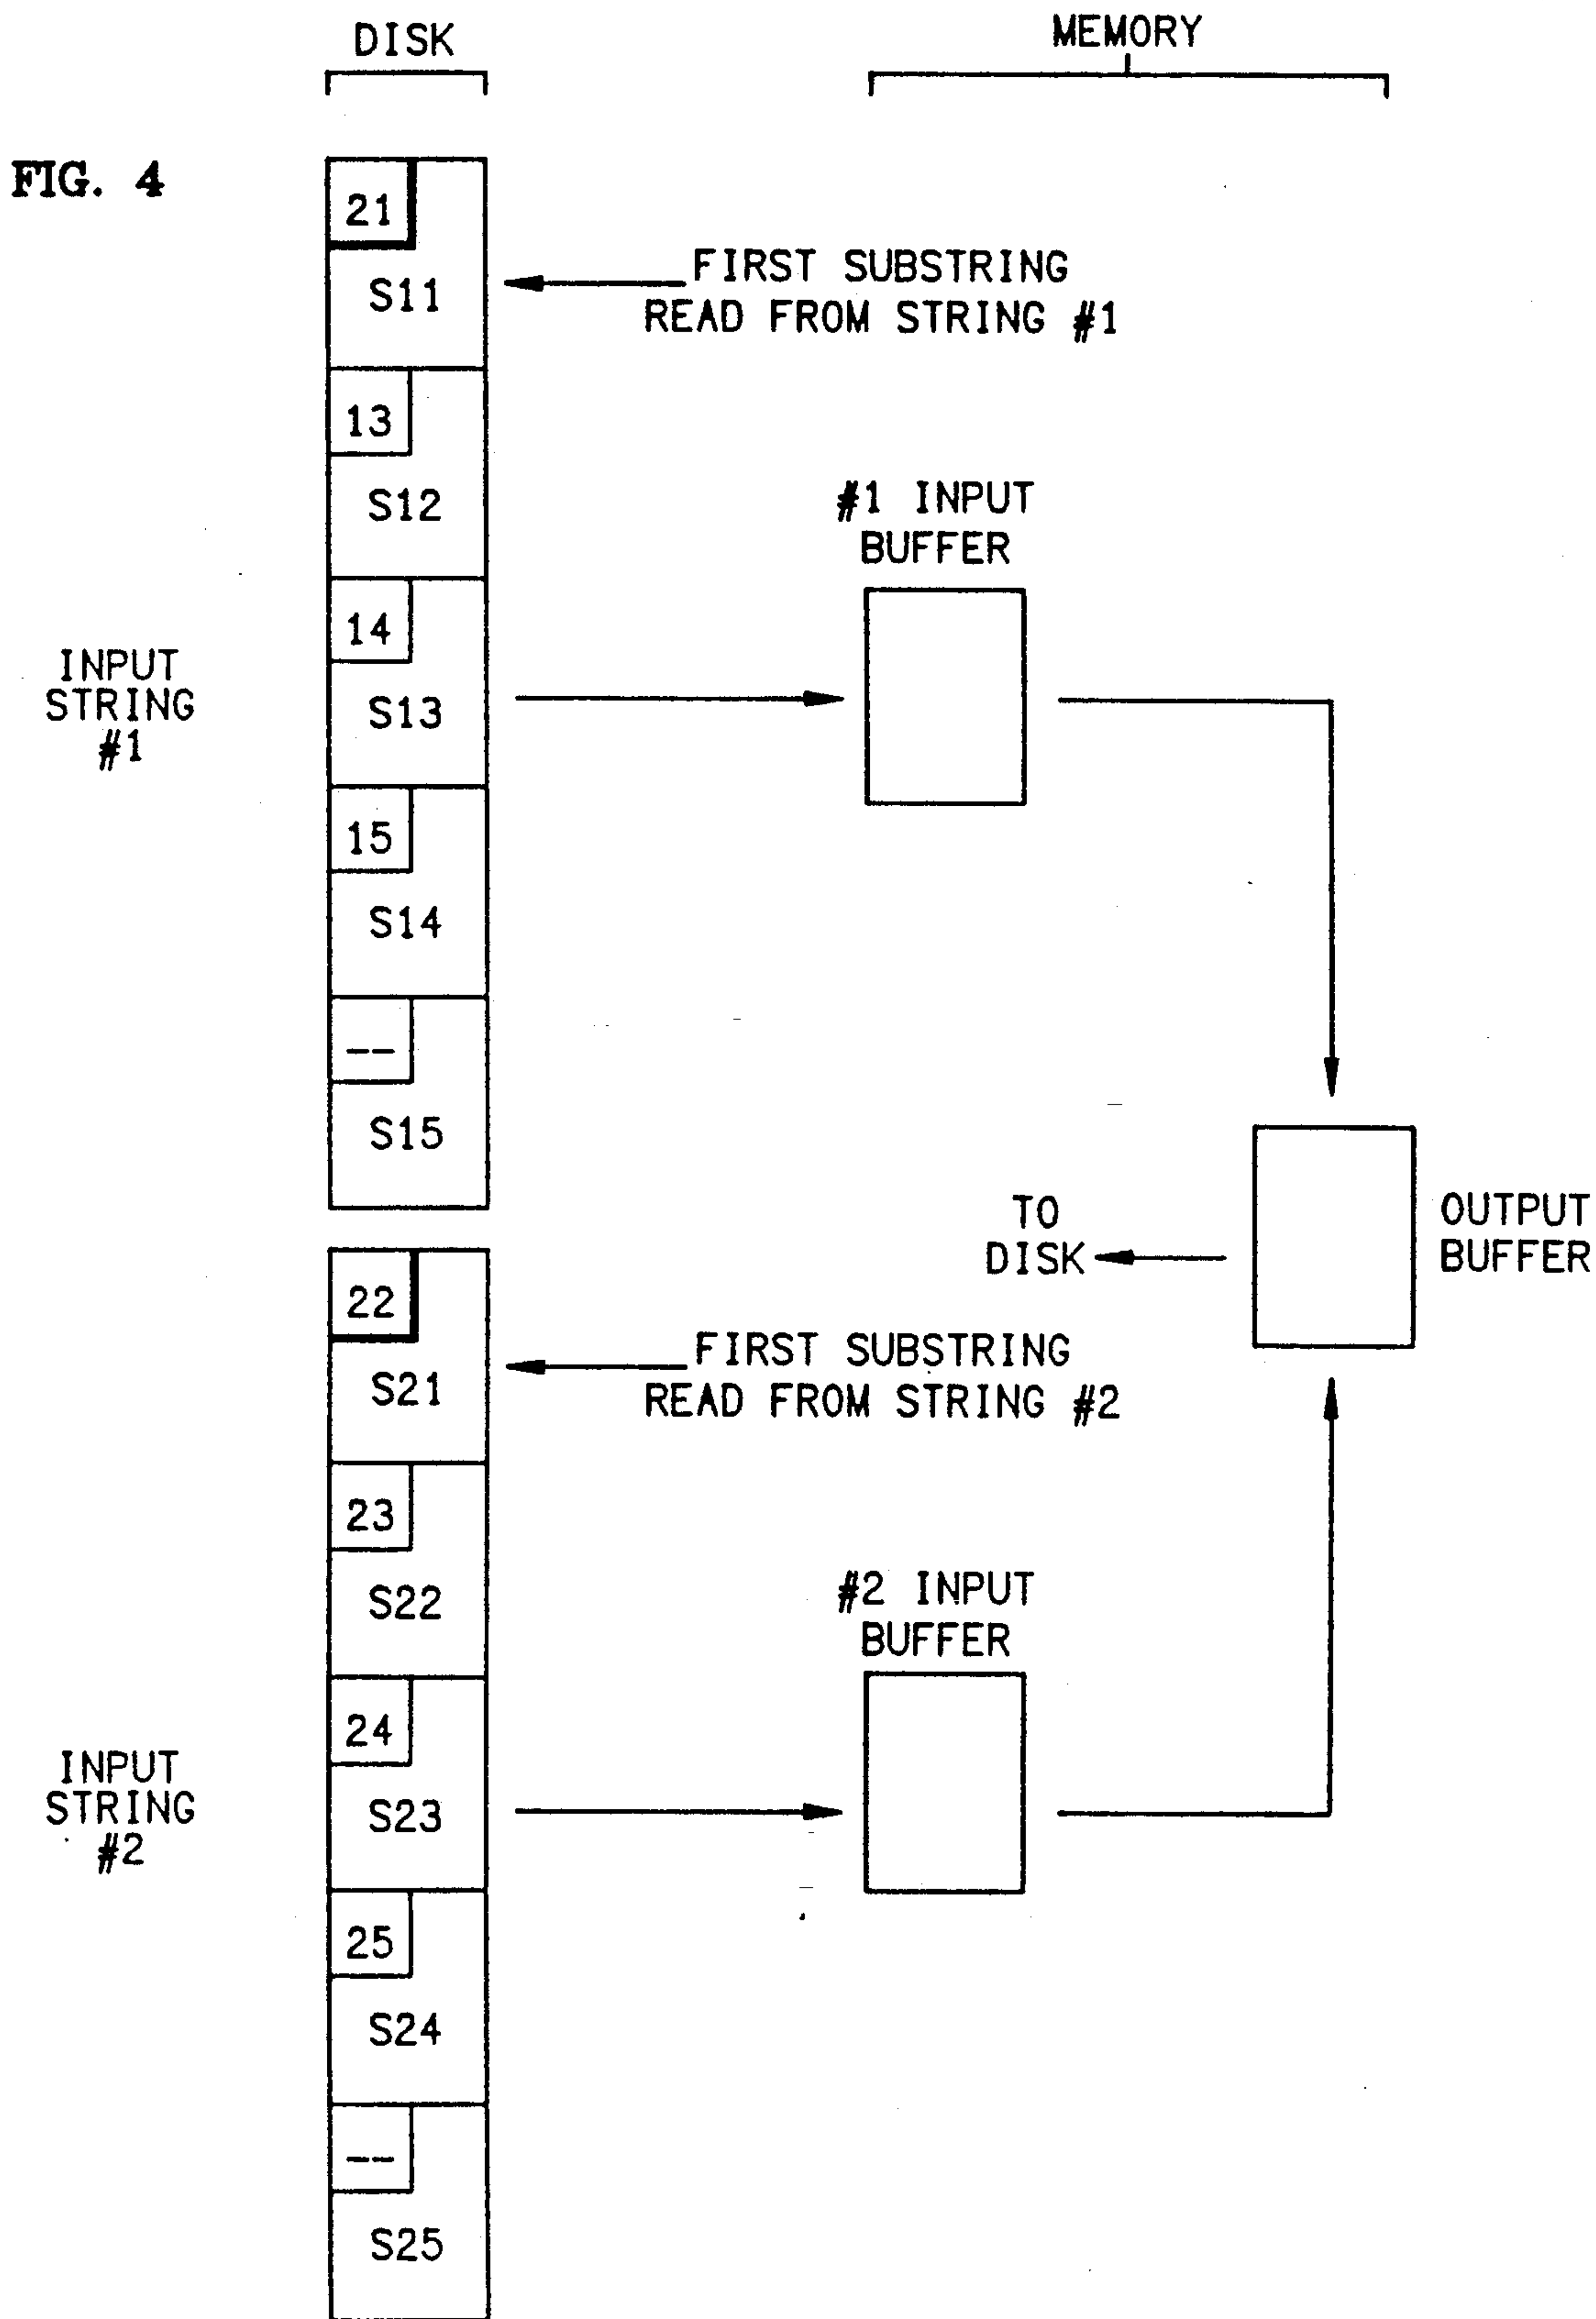 DISK
MEMORY
FIG. 4
21
S11
FIRST SUBSTRING
READ FROM STRING #1
13
S12
#1 INPUT
BUFFER
14
S13
INPUT
STRING
#1
15
S14
--
S15
TO
DISK
OUTPUT
BUFFER
22
S21
FIRST SUBSTRING
READ FROM STRING #2
23
S22
#2 INPUT
BUFFER
24
S23
INPUT
STRING
#2
25
S24
--
S25